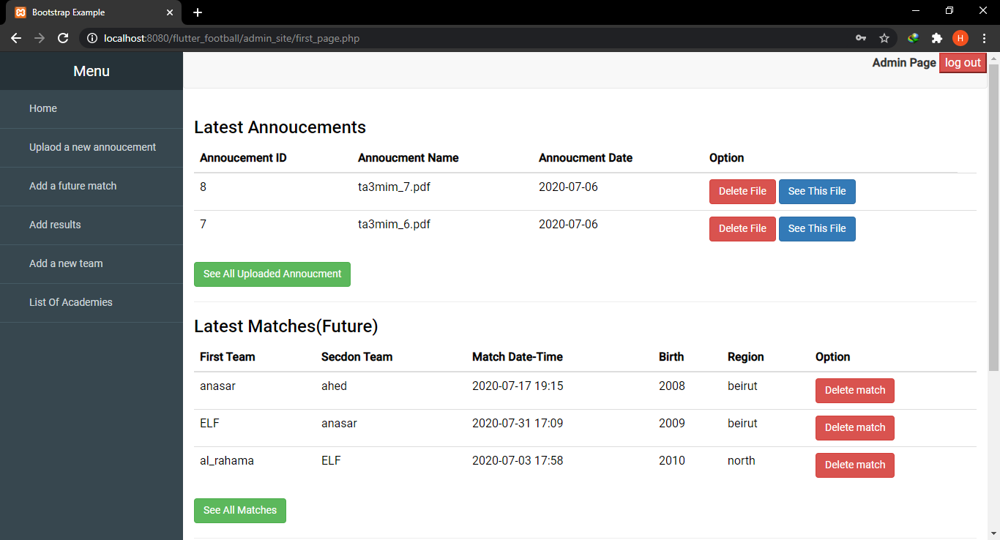 Bootstrap Example
localhost:8080/flutter_football/admin_site/first_page.php
H
Menu
Admin Page log out
Home
Uplaod a new annoucement
Add a future match
Add results
Add a new team
List Of Academies
Latest Annoucements
Annoucement ID Annoucment Name Annoucment Date Option
8 ta3mim_7.pdf 2020-07-06 Delete File See This File
7 ta3mim_6.pdf 2020-07-06 Delete File See This File
See All Uploaded Annoucment
Latest Matches(Future)
First Team Secdon Team Match Date-Time Birth Region Option
anasar ahed 2020-07-17 19:15 2008 beirut Delete match
ELF anasar 2020-07-31 17:09 2009 beirut Delete match
al_rahama ELF 2020-07-03 17:58 2010 north Delete match
See All Matches